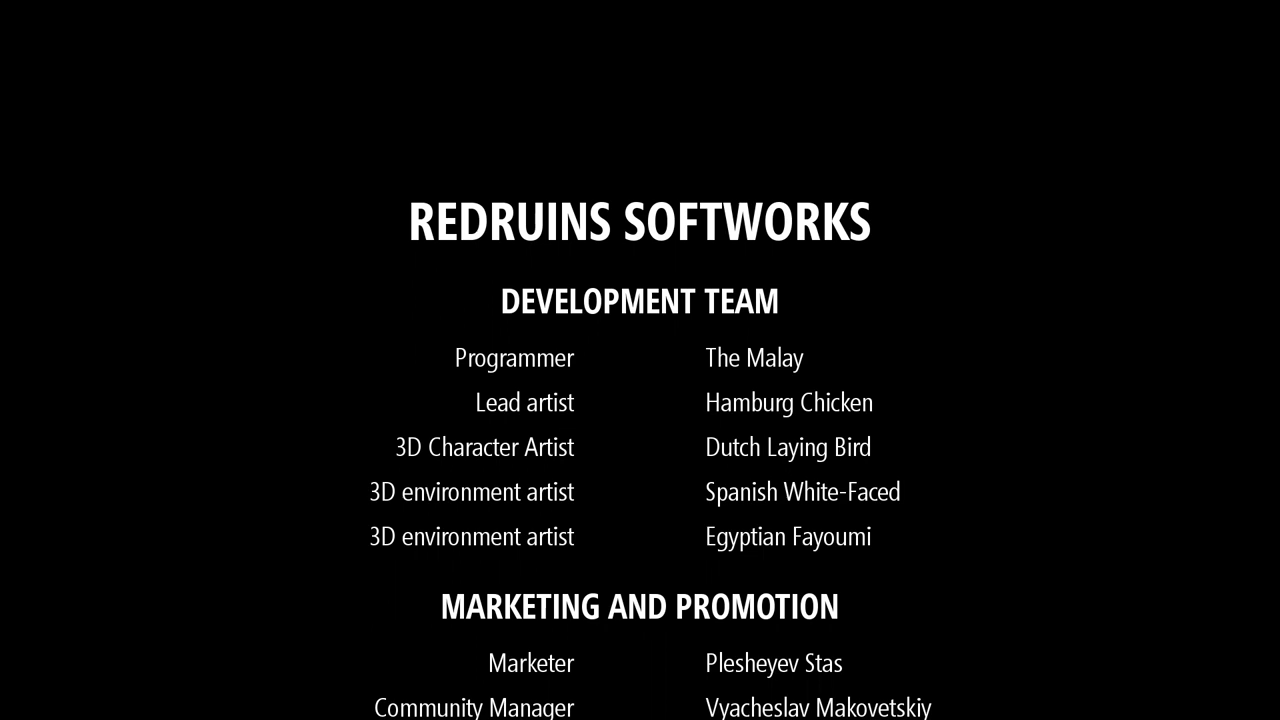 REDRUINS SOFTWORKS
DEVELOPMENT TEAM
Programmer The Malay
Lead artist Hamburg Chicken
3D Character Artist Dutch Laying Bird
3D environment artist Spanish White-Faced
3D environment artist Egyptian Fayoumi
MARKETING AND PROMOTION
Marketer Plesheyev Stas
Community Manager Vyacheslav Makovetskiy